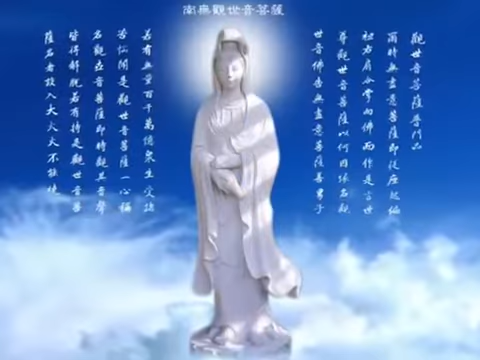 南無觀世音菩薩
觀世音菩薩普門品
爾時無盡意菩薩即從座起偏
袒右肩合掌向佛而作是言世
尊觀世音菩薩以何因緣名觀
世音佛告無盡意菩薩善男子
若有無量百千萬億眾生受諸
苦惱聞是觀世音菩薩一心稱
名觀世音菩薩即時觀其音聲
皆得解脫若有持是觀世音菩
薩名者設入大火火不能燒